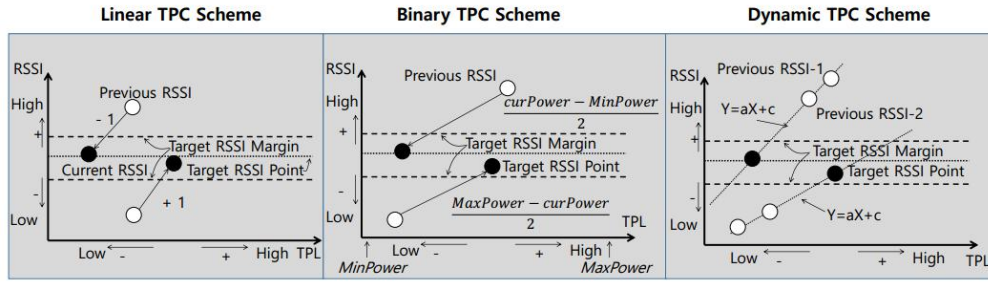 Linear TPC Scheme
Binary TPC Scheme
Dynamic TPC Scheme
RSSI
High
+
-
Low
Previous RSSI
- 1
Target RSSI Margin
Current RSSI
Target RSSI Point
+ 1
Low
-
+
High
TPL
RSSI
High
+
-
Low
Previous RSSI
curPower − MinPower
2
Target RSSI Margin
Target RSSI Point
MaxPower − curPower
2
TPL
Low
-
+
High
MinPower
MaxPower
RSSI
High
+
-
Low
Previous RSSI-1
Y=aX+c
Previous RSSI-2
Target RSSI Margin
Target RSSI Point
Y=aX+c
Low
-
+
High
TPL